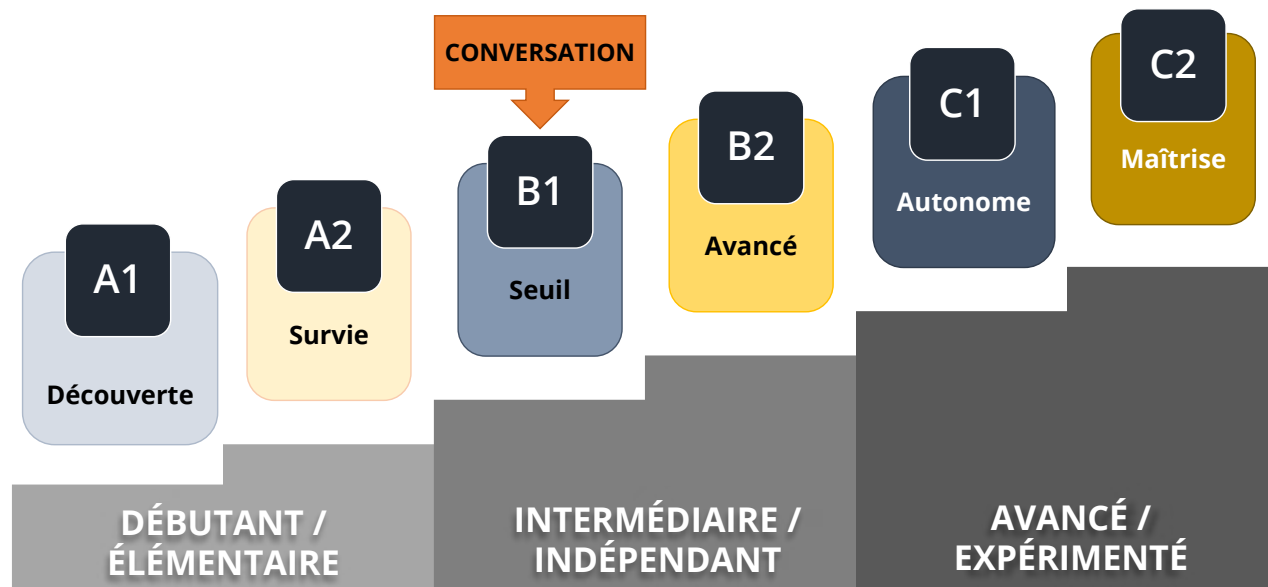 CONVERSATION
A1
Découverte
A2
Survie
B1
Seuil
B2
Avancé
C1
Autonome
C2
Maîtrise
DÉBUTANT /
ÉLÉMENTAIRE
INTERMÉDIAIRE /
INDÉPENDANT
AVANCÉ /
EXPÉRIMENTÉ